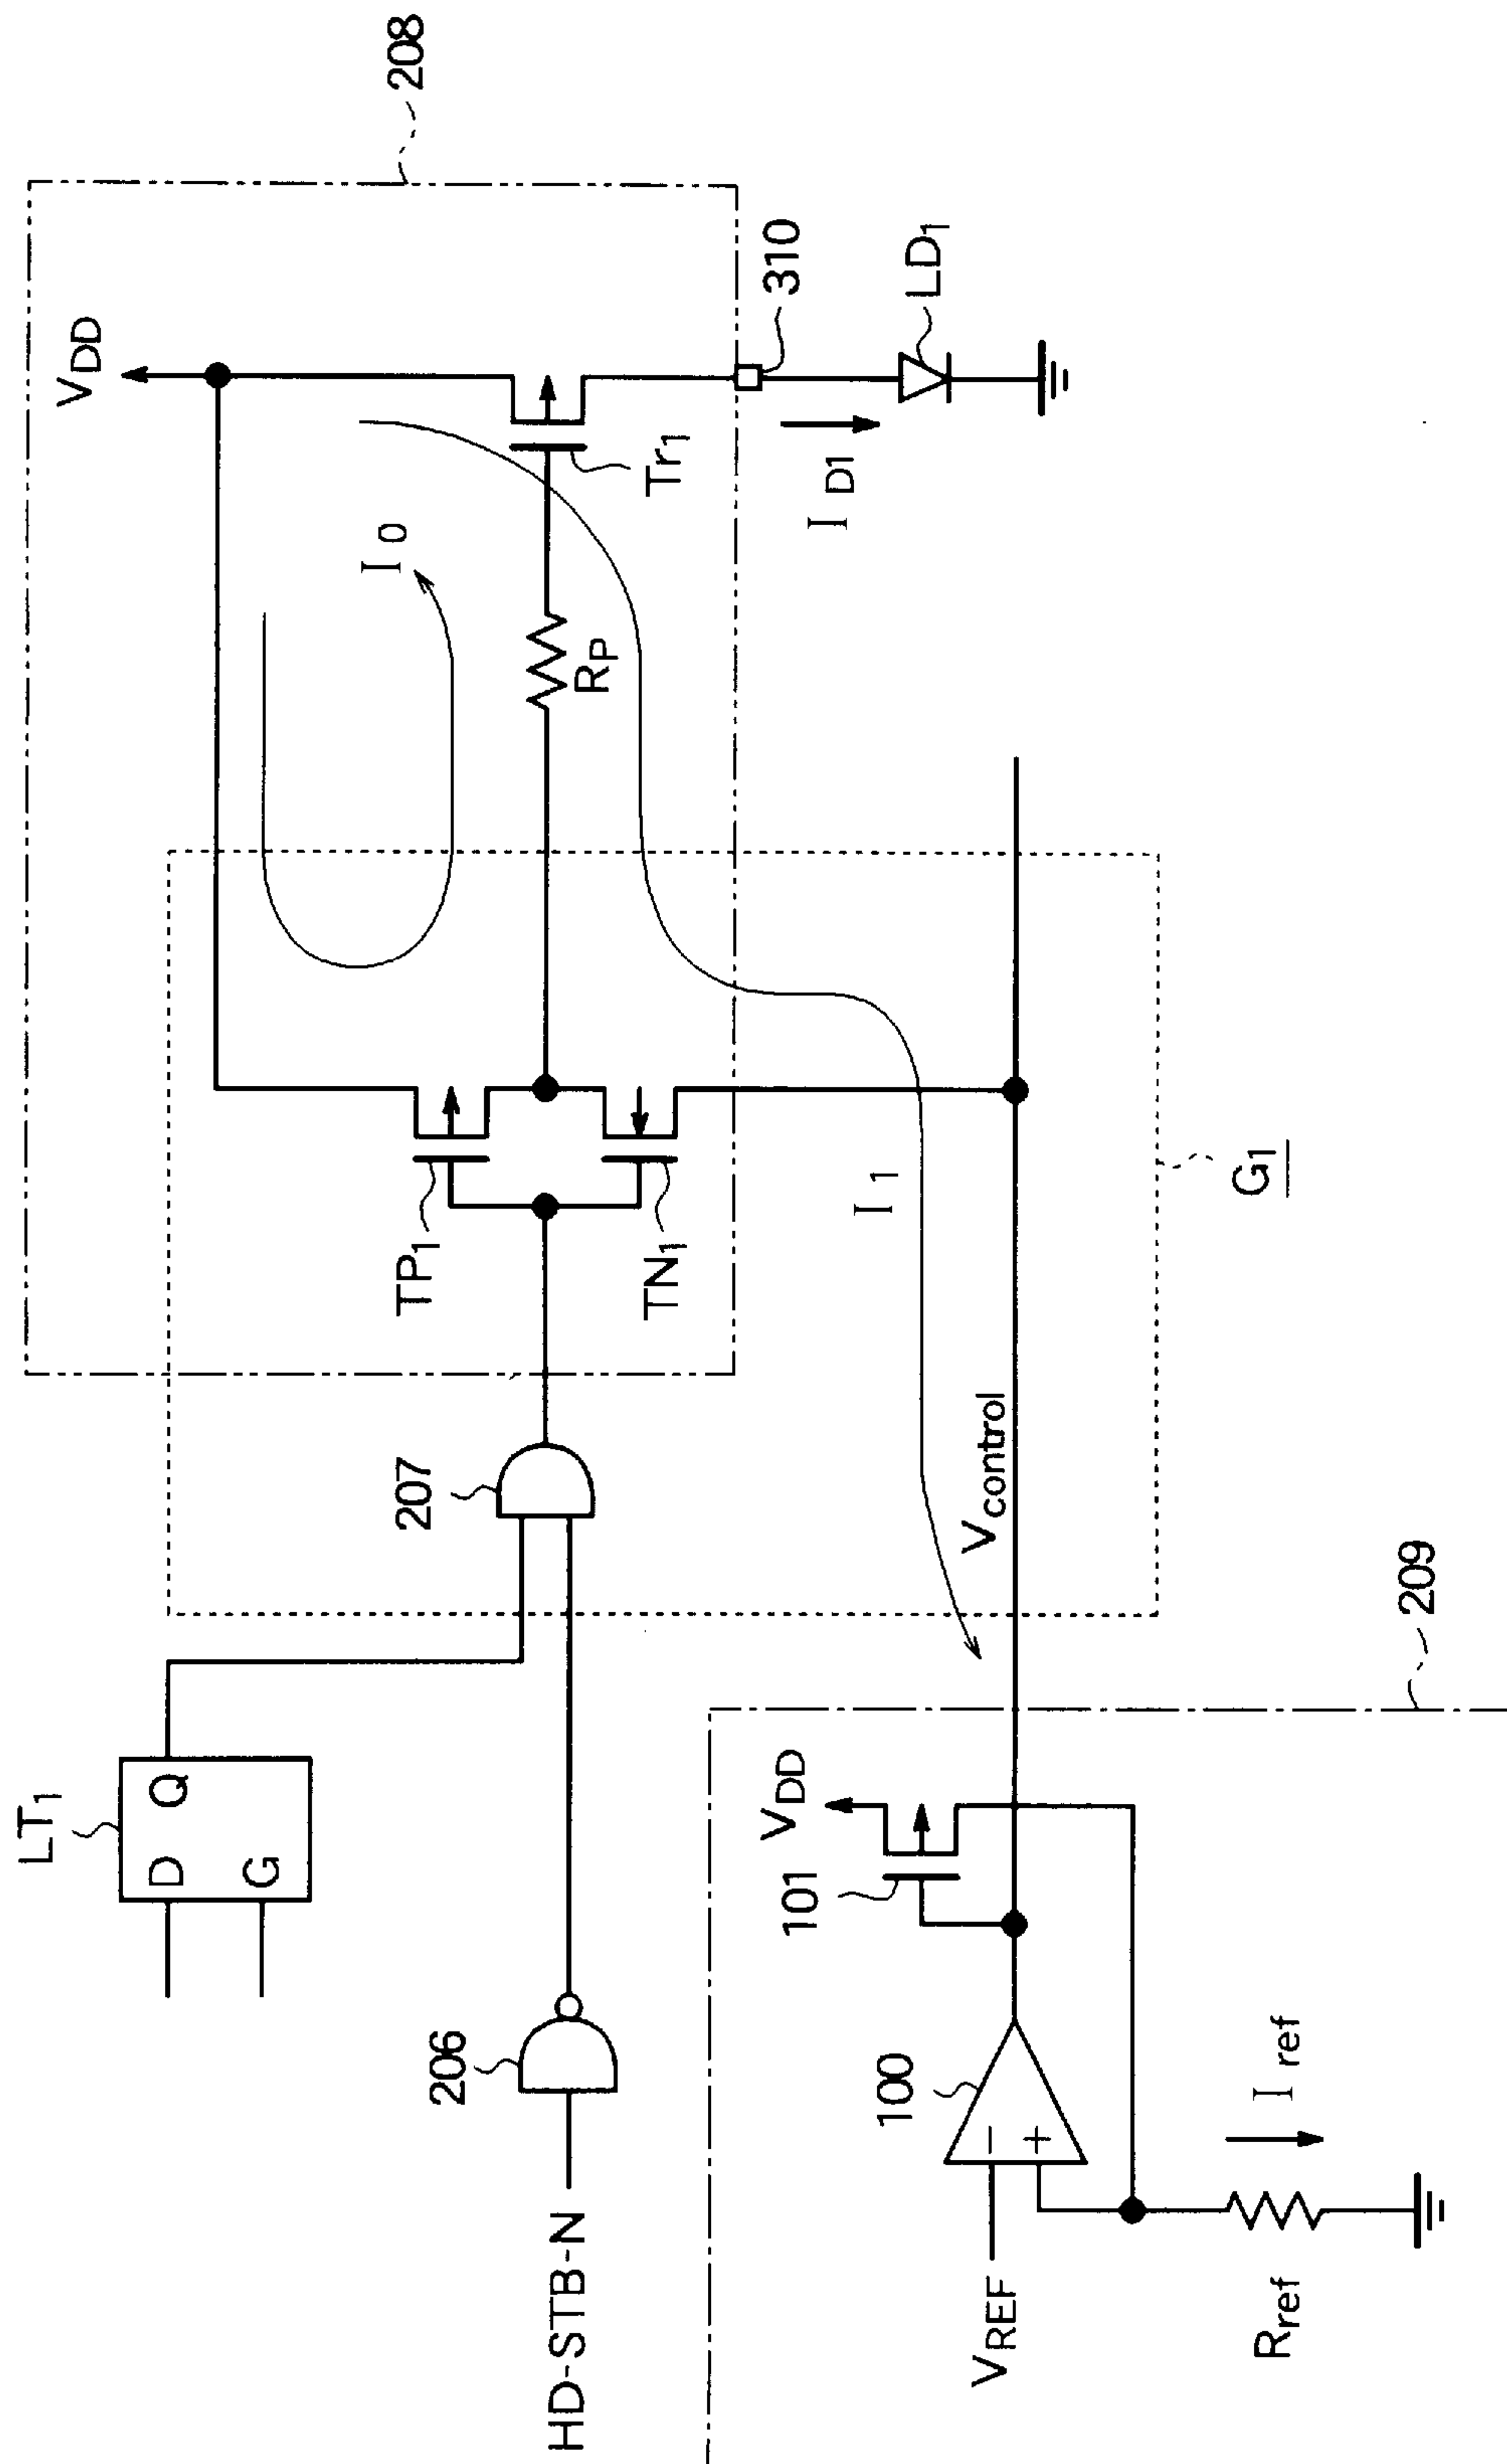 208
VDD
I0
Tr1
RP
310
LD1
ID1
TP1
TN1
I1
G1
207
Vcontrol
LT1
D
Q
G
206
HD-STB-N
209
VDD
101
100
−
+
VREF
Iref
Rref